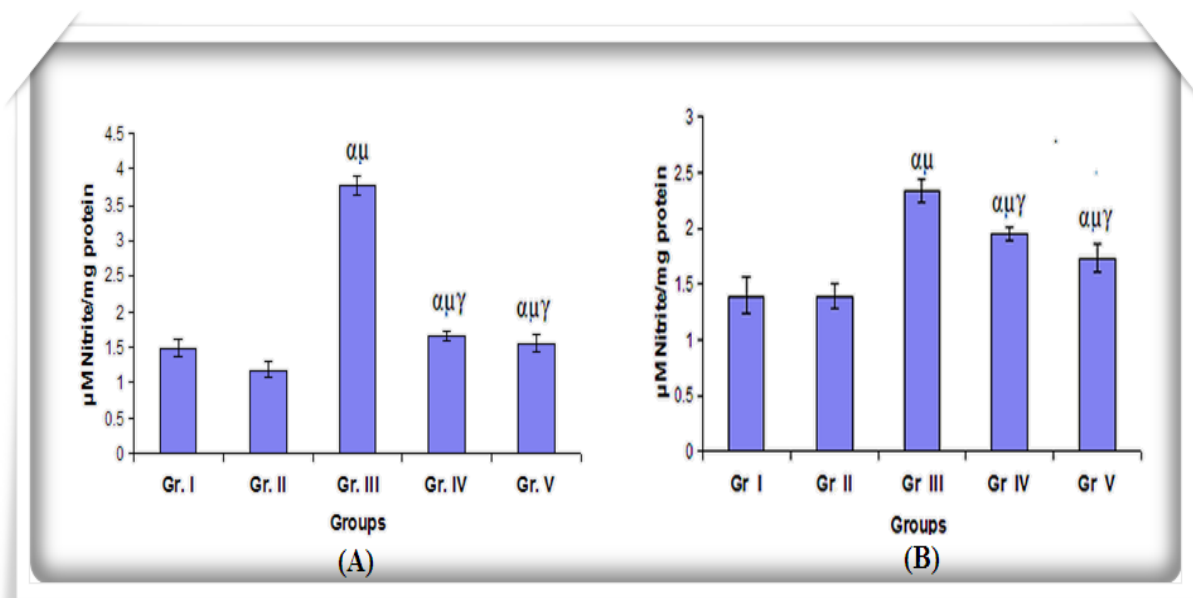 4.5
4
3.5
3
2.5
2
1.5
1
0.5
0
µM Nitrite/mg protein
αμ
αμγ
αμγ
Gr. I Gr. II Gr. III Gr. IV Gr. V
Groups
(A)
3
2.5
2
1.5
1
0.5
0
µM Nitrite/mg protein
αμ
αμγ
αμγ
Gr I Gr II Gr III Gr IV Gr V
Groups
(B)